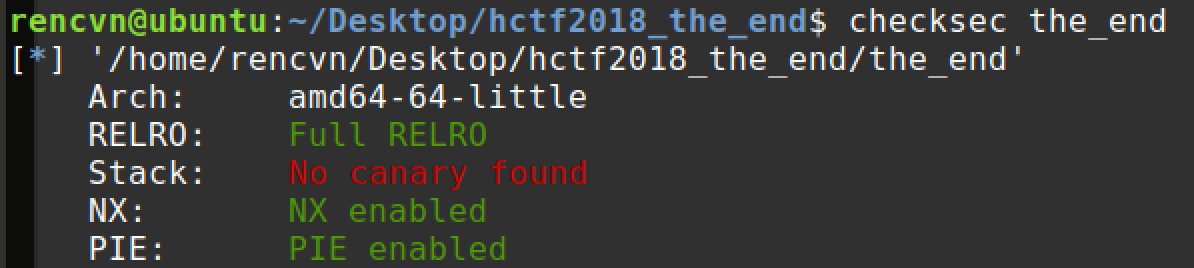 rencvn@ubuntu:~/Desktop/hctf2018_the_end$ checksec the_end
[*] '/home/rencvn/Desktop/hctf2018_the_end/the_end'
    Arch:     amd64-64-little
    RELRO:    Full RELRO
    Stack:    No canary found
    NX:       NX enabled
    PIE:      PIE enabled